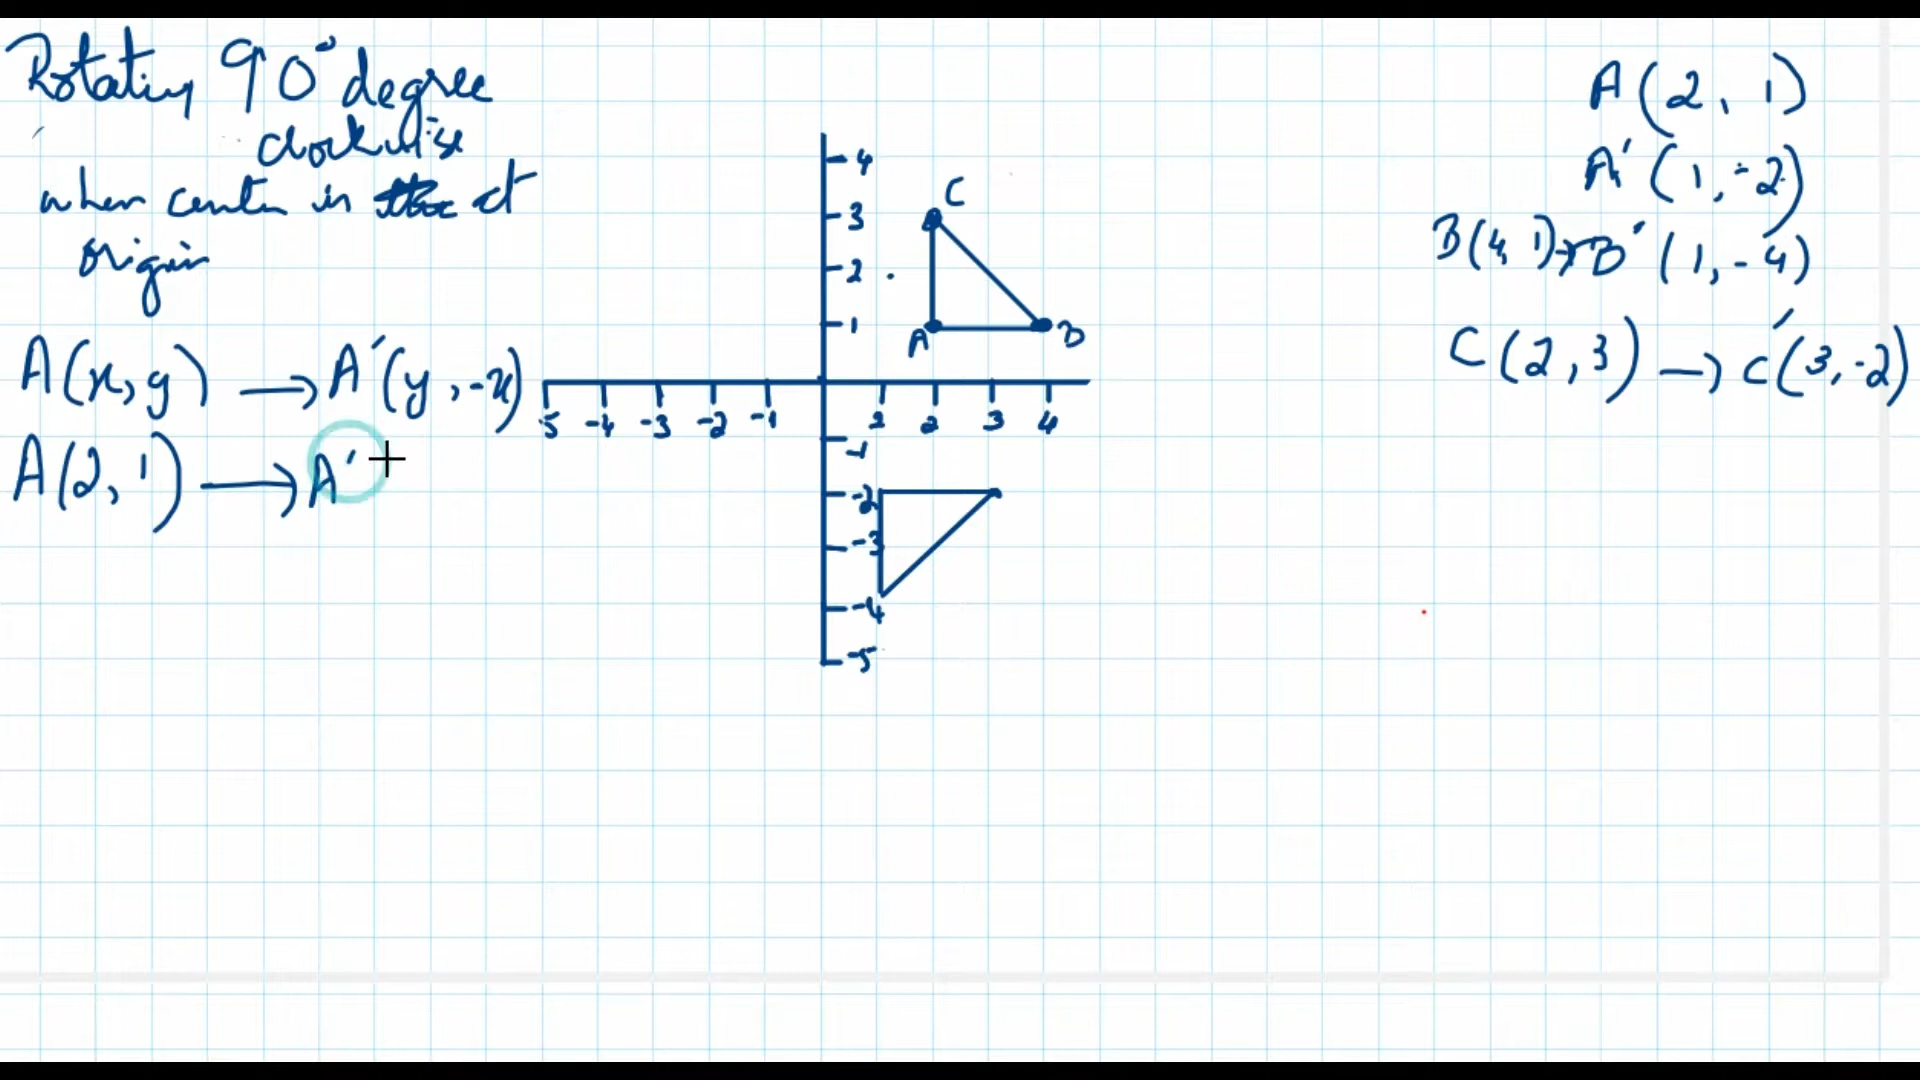 Rotating 90° degree
clockwise
when center is at
origin
A(x,y) → A'(y,-x)
A(2,1) → A'
4
3
2
1
-5 -4 -3 -2 -1 1 2 3 4
-1
-2
-3
-4
-5
C
A B
A(2,1)
A'(1,-2)
B(4,1)→B'(1,-4)
C(2,3) → C'(3,-2)